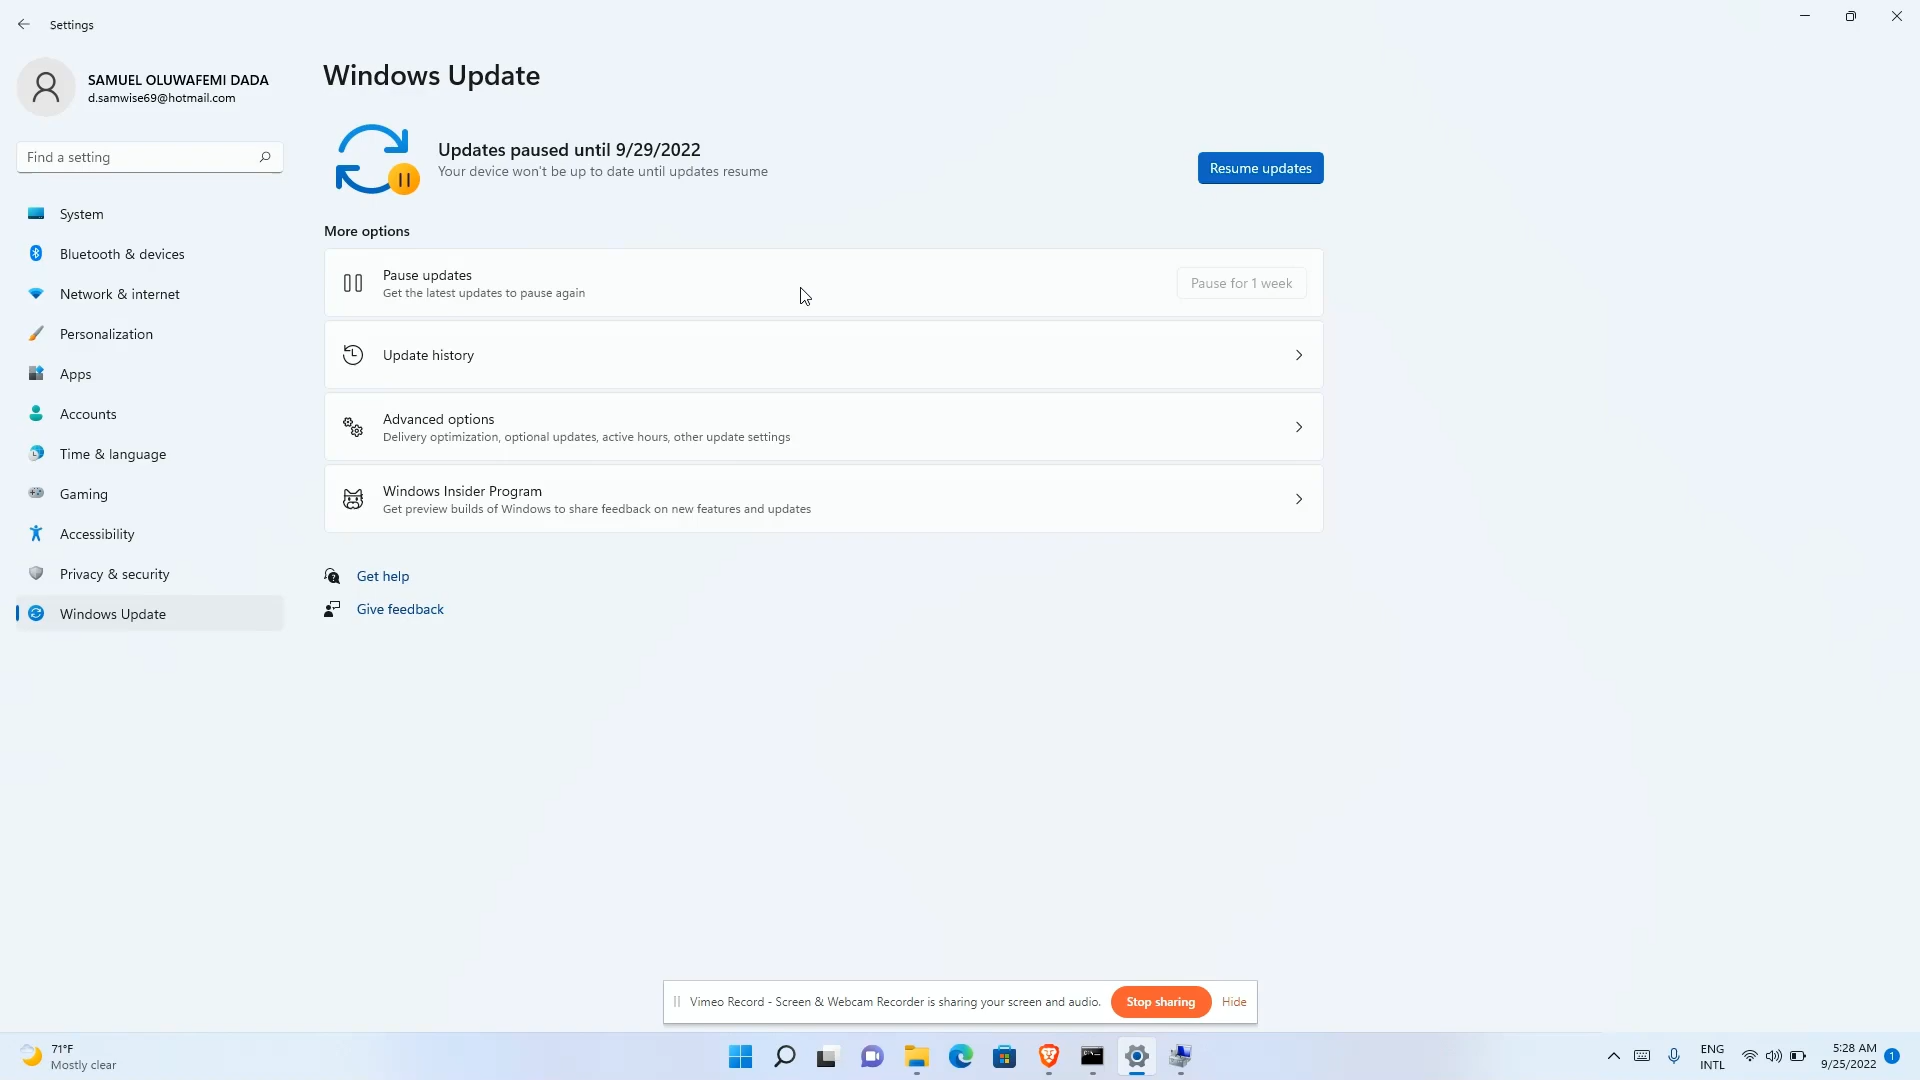 Settings
SAMUEL OLUWAFEMI DADA
d.samwise69@hotmail.com
Find a setting
System
Bluetooth & devices
Network & internet
Personalization
Apps
Accounts
Time & language
Gaming
Accessibility
Privacy & security
Windows Update
Windows Update
Updates paused until 9/29/2022
Your device won't be up to date until updates resume
Resume updates
More options
Pause updates
Get the latest updates to pause again
Pause for 1 week
Update history
Advanced options
Delivery optimization, optional updates, active hours, other update settings
Windows Insider Program
Get preview builds of Windows to share feedback on new features and updates
Get help
Give feedback
Vimeo Record - Screen & Webcam Recorder is sharing your screen and audio.
Stop sharing
Hide
71°F
Mostly clear
ENG
INTL
5:28 AM
9/25/2022
1